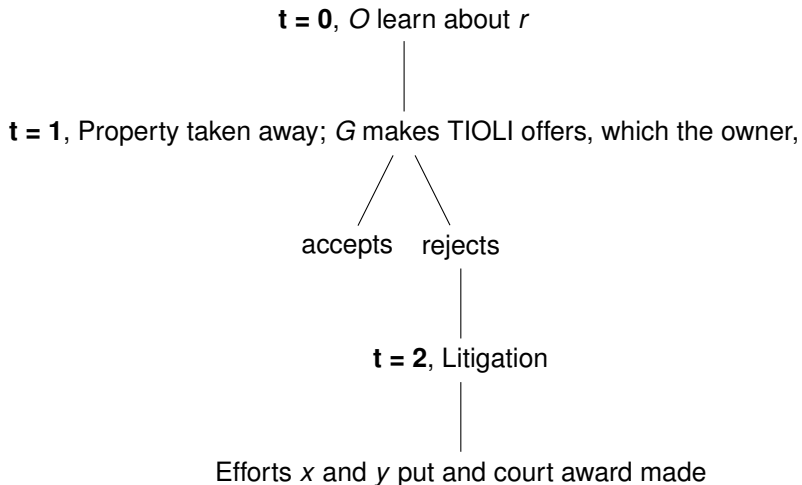 t = 0, O learn about r
t = 1, Property taken away; G makes TIOLI offers, which the owner,
accepts rejects
t = 2, Litigation
Efforts x and y put and court award made